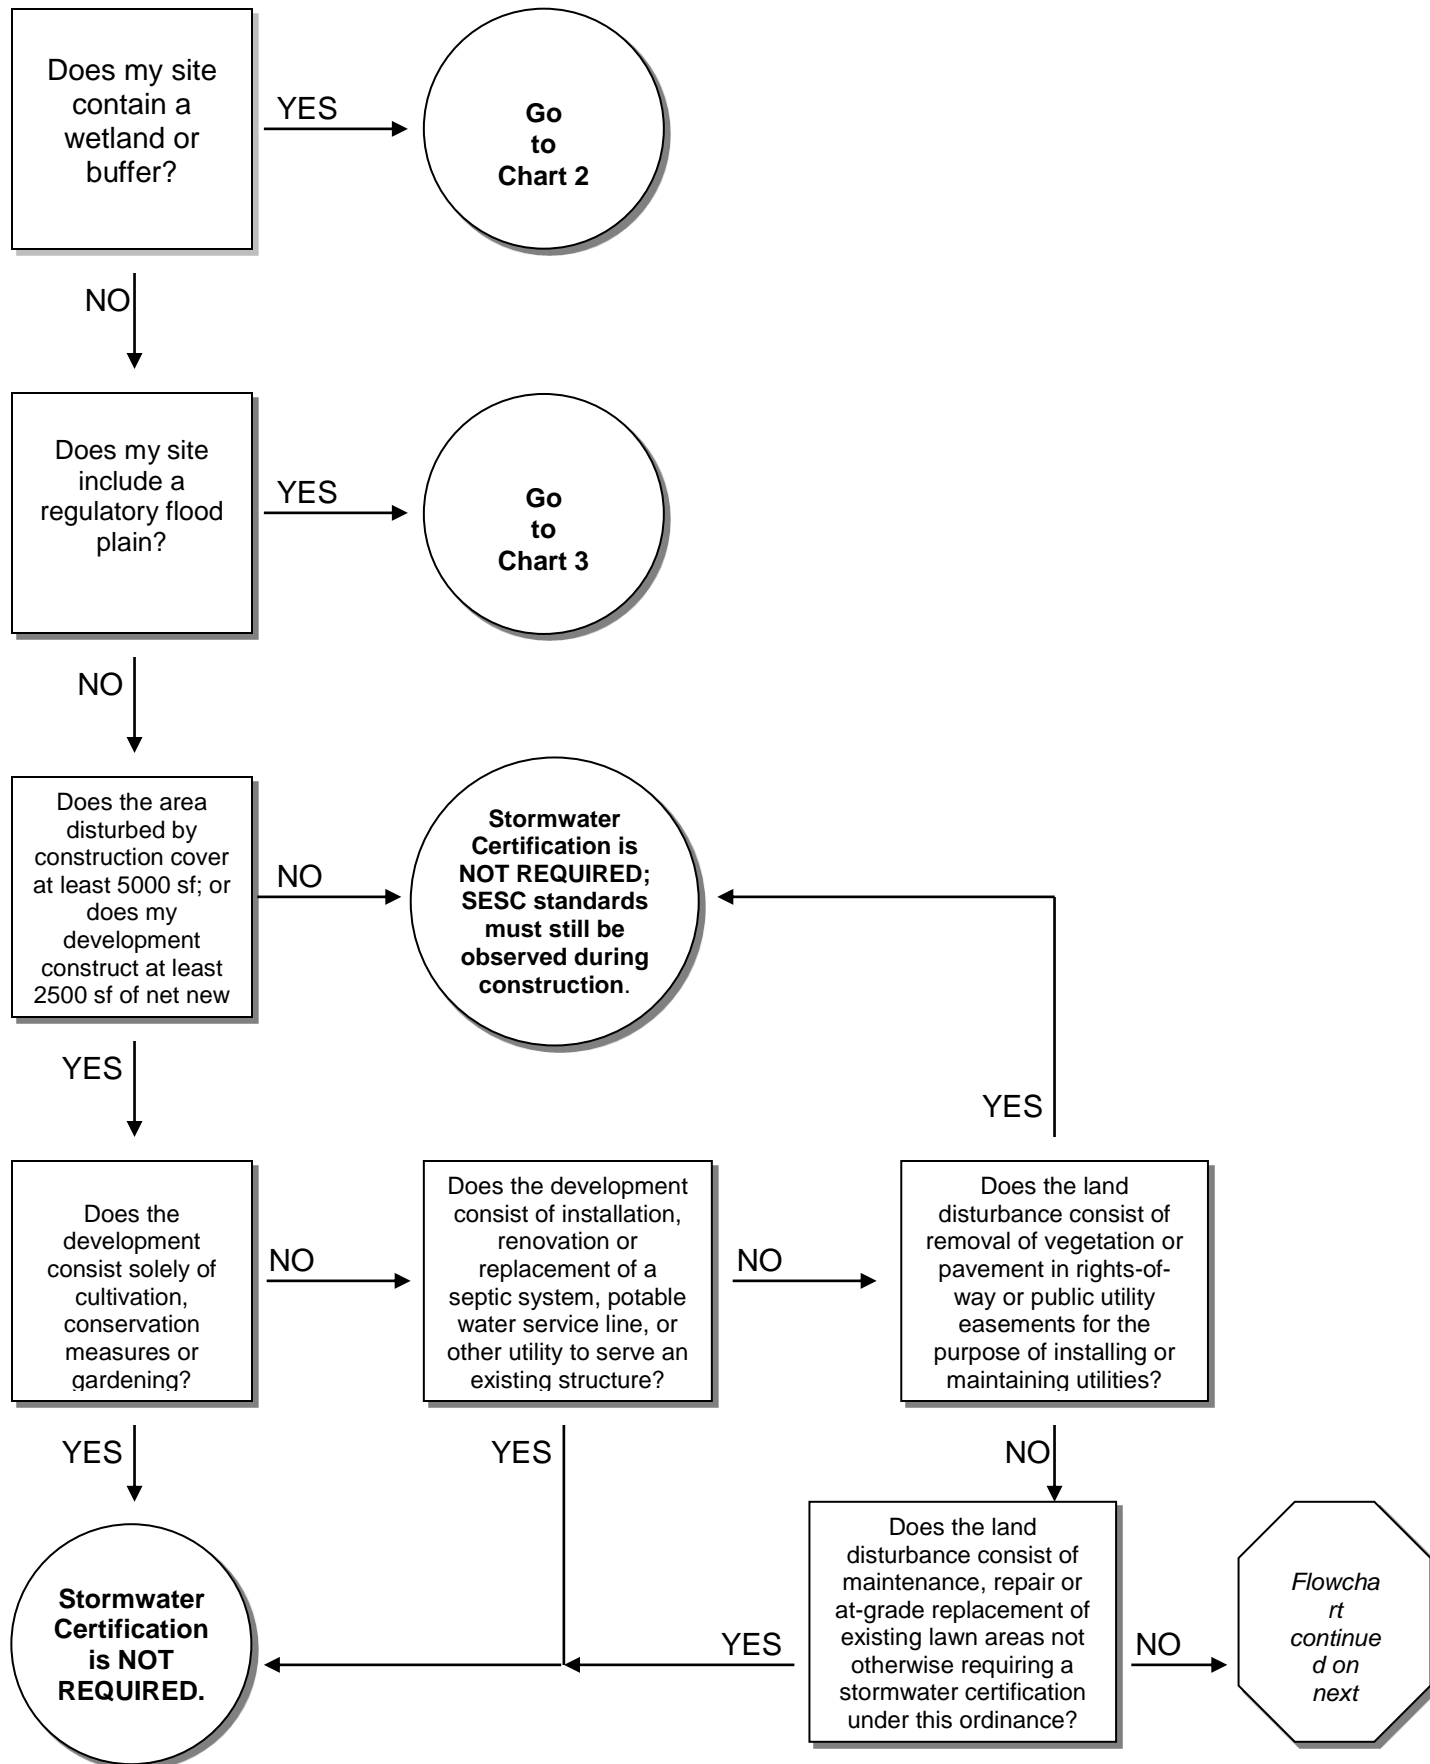 Does my site
contain a
wetland or
buffer?
YES
Go
to
Chart 2
NO
Does my site
include a
regulatory flood
plain?
YES
Go
to
Chart 3
NO
Does the area
disturbed by
construction cover
at least 5000 sf; or
does my
development
construct at least
2500 sf of net new
NO
Stormwater
Certification is
NOT REQUIRED;
SESC standards
must still be
observed during
construction.
YES
YES
Does the
development
consist solely of
cultivation,
conservation
measures or
gardening?
NO
Does the development
consist of installation,
renovation or
replacement of a
septic system, potable
water service line, or
other utility to serve an
existing structure?
NO
Does the land
disturbance consist of
removal of vegetation or
pavement in rights-of-
way or public utility
easements for the
purpose of installing or
maintaining utilities?
YES
YES
NO
Stormwater
Certification
is NOT
REQUIRED.
YES
Does the land
disturbance consist of
maintenance, repair or
at-grade replacement of
existing lawn areas not
otherwise requiring a
stormwater certification
under this ordinance?
NO
Flowcha
rt
continue
d on
next